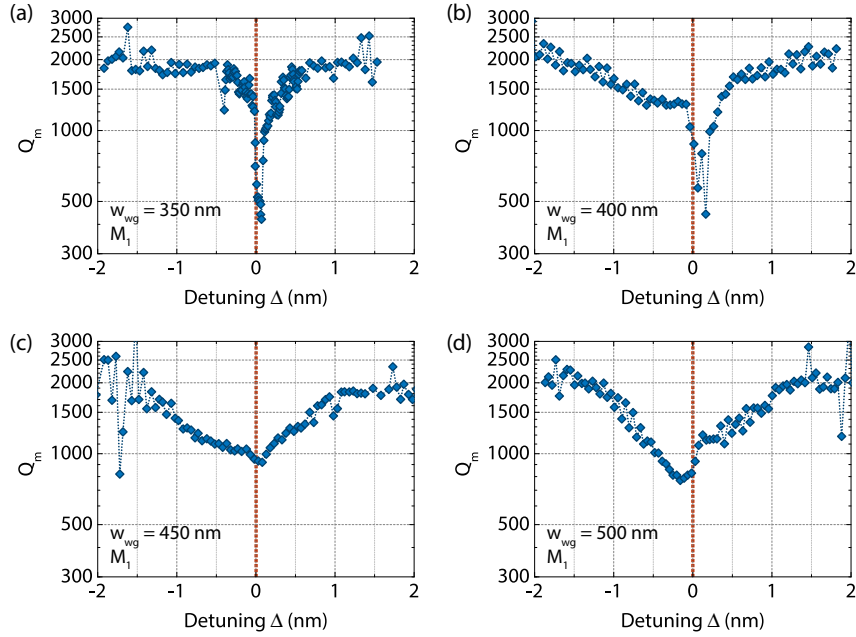 (a)
3000
2500
2000
1500
1000
500
300
Q_m
w_wg = 350 nm
M_1
-2 -1 0 1 2
Detuning Δ (nm)
(b)
3000
2500
2000
1500
1000
500
300
Q_m
w_wg = 400 nm
M_1
-2 -1 0 1 2
Detuning Δ (nm)
(c)
3000
2500
2000
1500
1000
500
300
Q_m
w_wg = 450 nm
M_1
-2 -1 0 1 2
Detuning Δ (nm)
(d)
3000
2500
2000
1500
1000
500
300
Q_m
w_wg = 500 nm
M_1
-2 -1 0 1 2
Detuning Δ (nm)